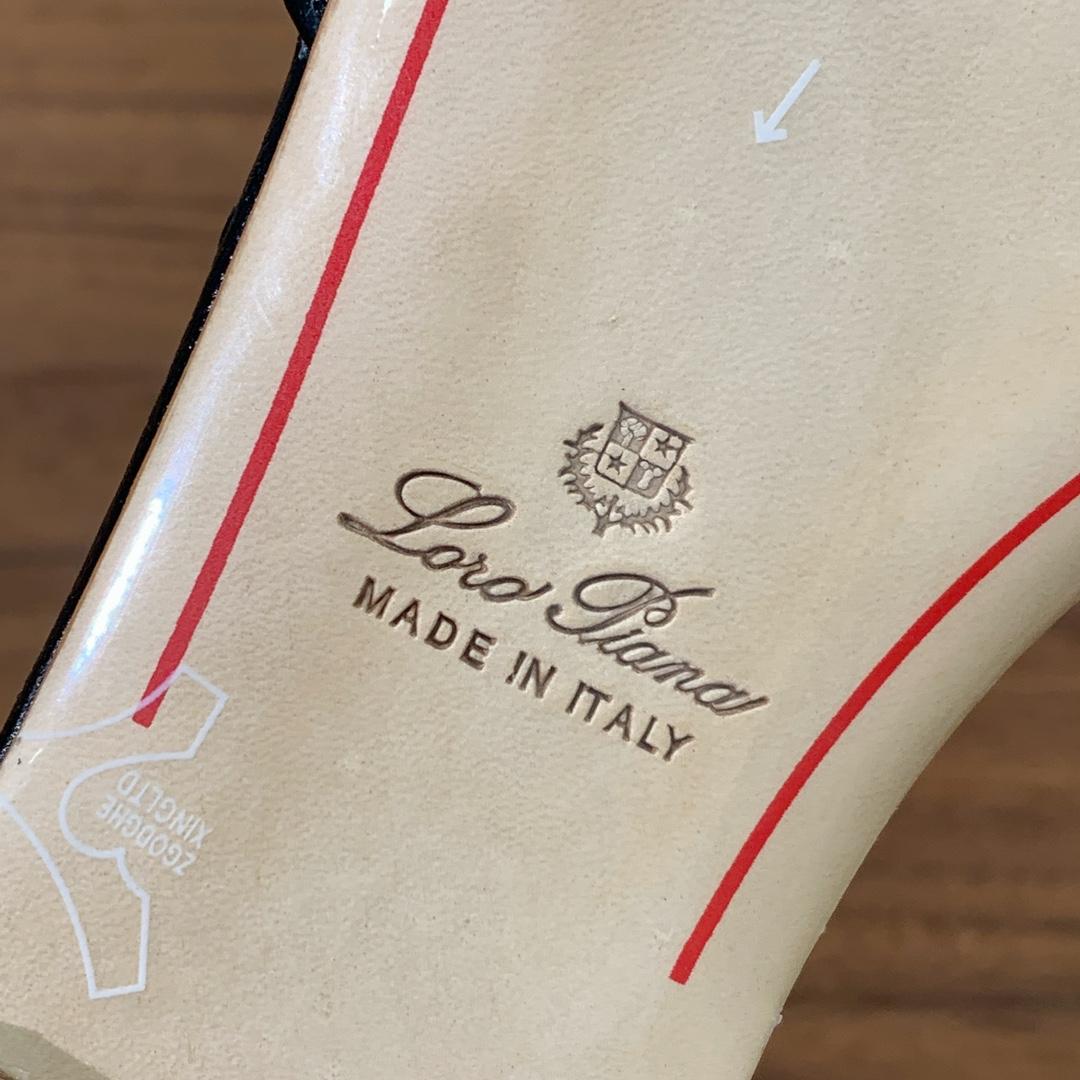 Loro Piana
MADE IN ITALY
ZGODGHE
XINGLTD